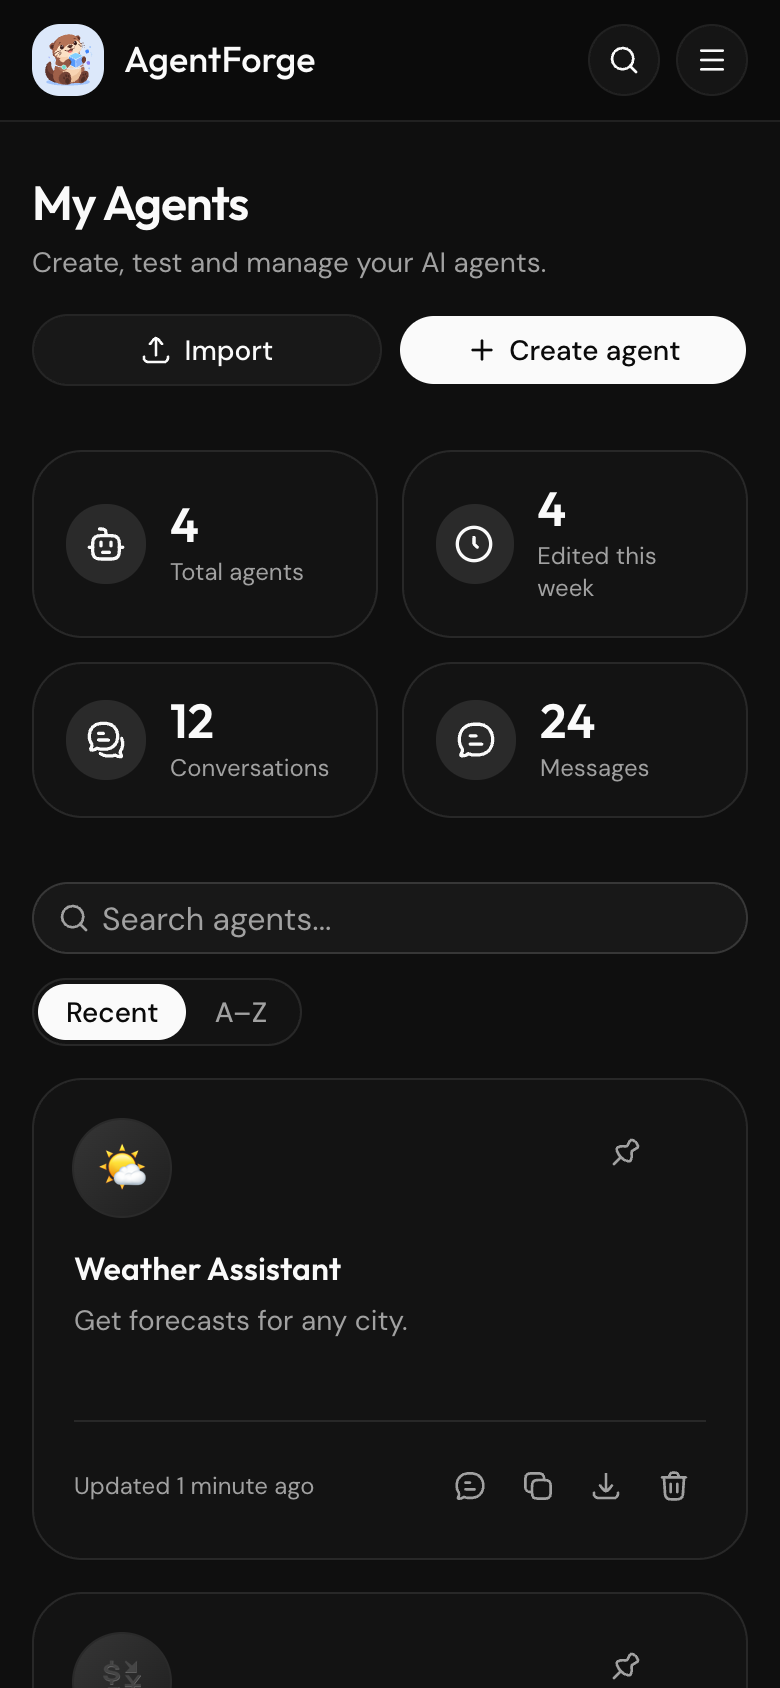 AgentForge
My Agents
Create, test and manage your AI agents.
Import
Create agent
4
Total agents
4
Edited this
week
12
Conversations
24
Messages
Search agents...
Recent
A–Z
Weather Assistant
Get forecasts for any city.
Updated 1 minute ago